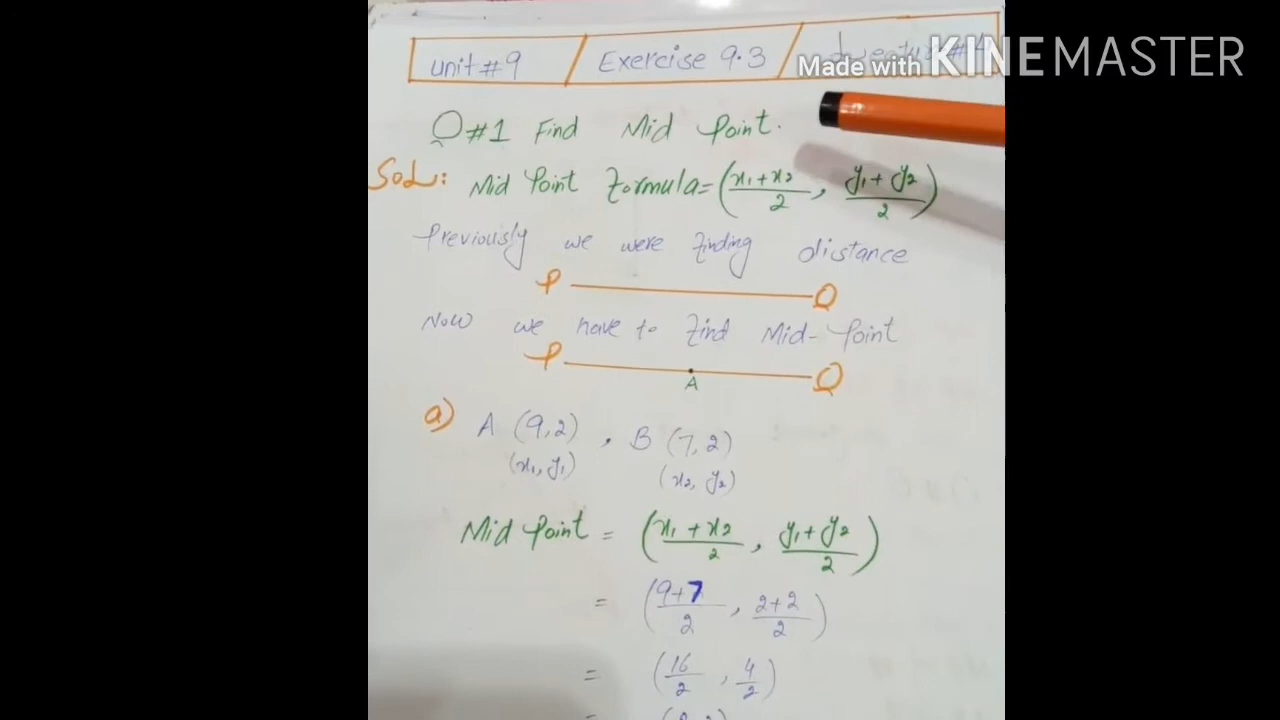 unit #9 Exercise 9.3
Made with KINEMASTER
Q#1 Find Mid Point.
Sol: Mid Point Formula=(x₁+x₂/2, y₁+y₂/2)
Previously we were finding distance
P Q
Now we have to find Mid-Point
P Q
A
a) A (9,2) , B (7,2)
(x₁, y₁) (x₂, y₂)
Mid Point = (x₁+x₂/2, y₁+y₂/2)
= (9+7/2, 2+2/2)
= (16/2, 4/2)